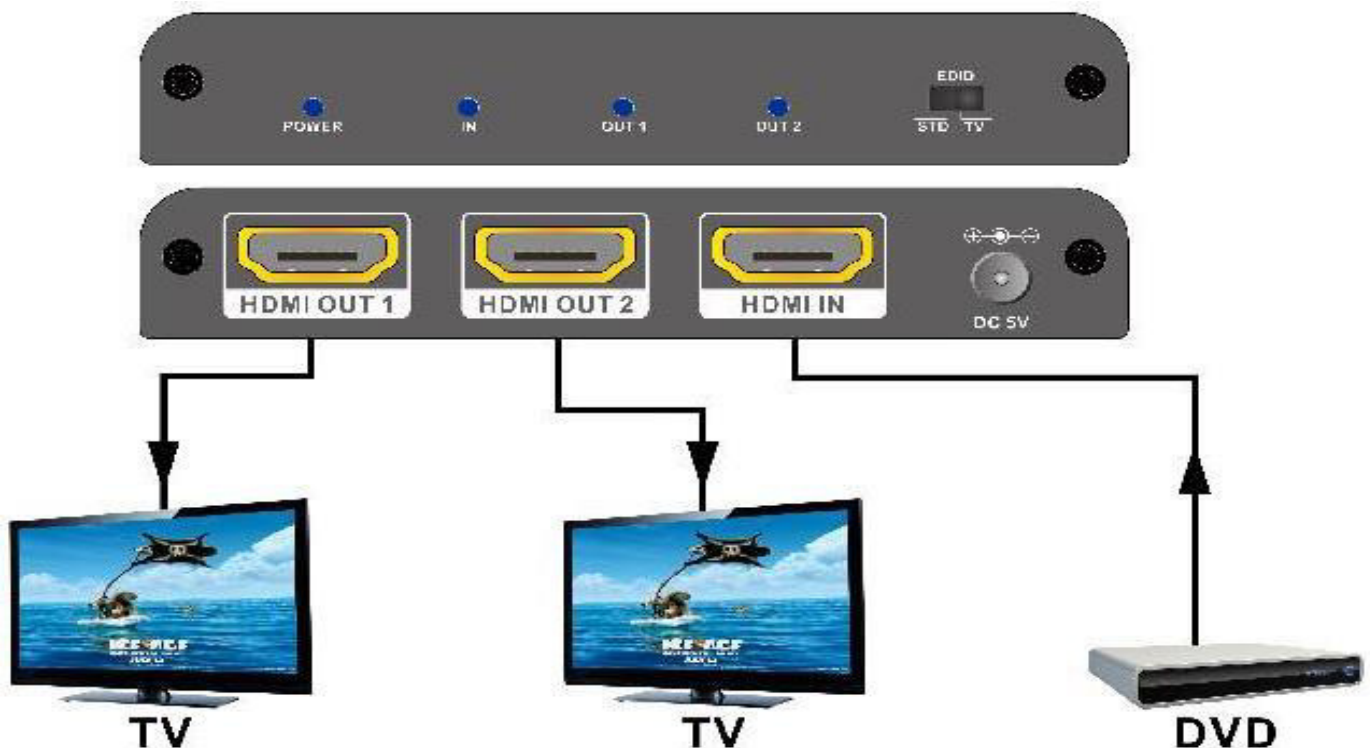 EDID
POWER IN OUT 1 OUT 2 STD TV
HDMI OUT 1 HDMI OUT 2 HDMI IN
DC 5V
TV TV DVD